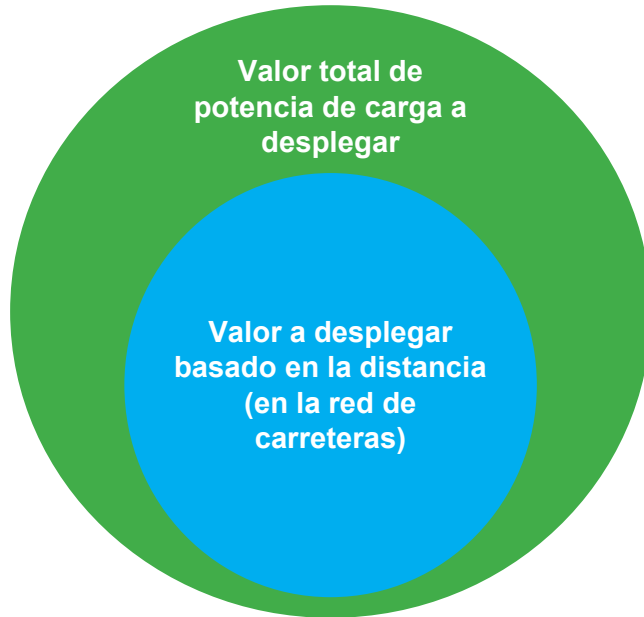 Valor total de
potencia de carga a
desplegar
Valor a desplegar
basado en la distancia
(en la red de
carreteras)